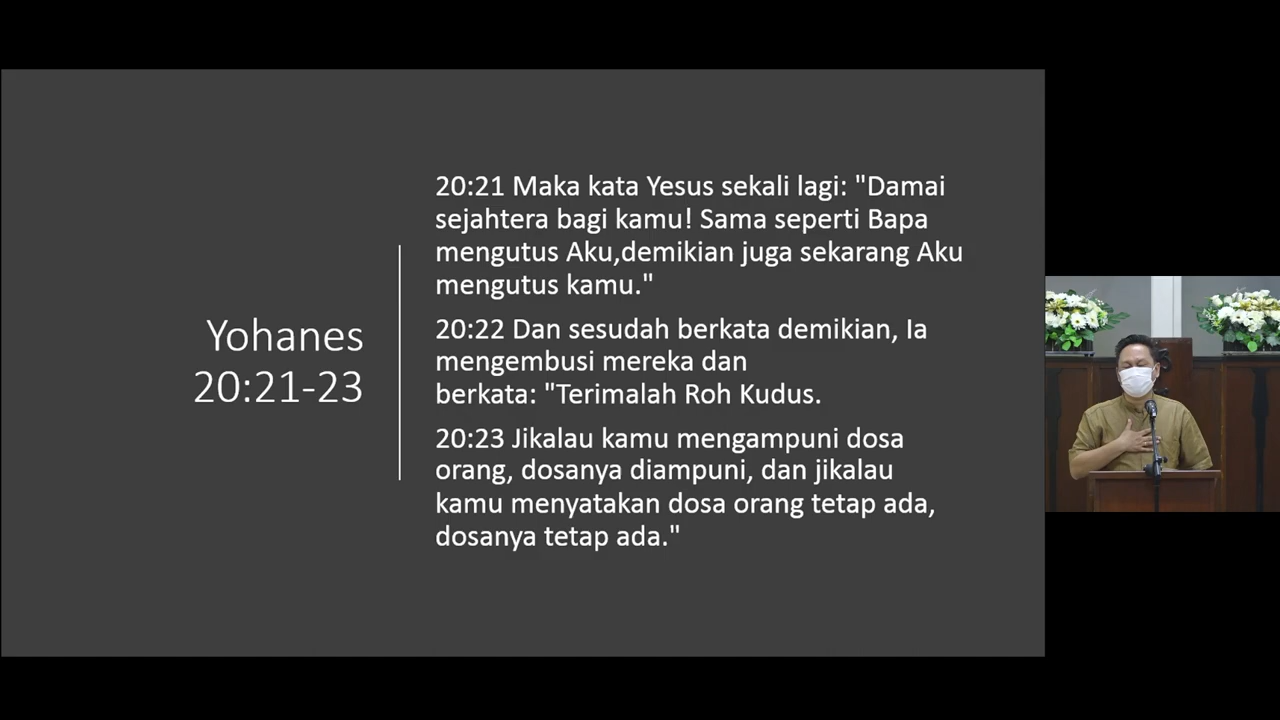 Yohanes
20:21-23
20:21 Maka kata Yesus sekali lagi: "Damai
sejahtera bagi kamu! Sama seperti Bapa
mengutus Aku,demikian juga sekarang Aku
mengutus kamu."
20:22 Dan sesudah berkata demikian, Ia
mengembusi mereka dan
berkata: "Terimalah Roh Kudus.
20:23 Jikalau kamu mengampuni dosa
orang, dosanya diampuni, dan jikalau
kamu menyatakan dosa orang tetap ada,
dosanya tetap ada."